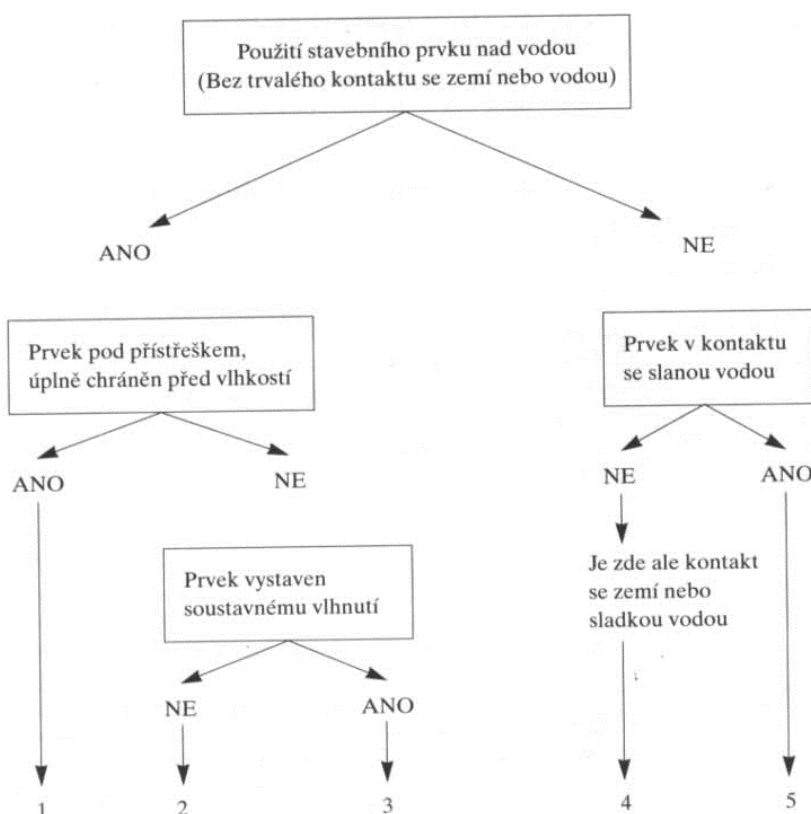 Použití stavebního prvku nad vodou
(Bez trvalého kontaktu se zemí nebo vodou)
ANO
NE
Prvek pod přístřeškem,
úplně chráněn před vlhkostí
Prvek v kontaktu
se slanou vodou
ANO
NE
NE
ANO
Prvek vystaven
soustavnému vlhnutí
Je zde ale kontakt
se zemí nebo
sladkou vodou
NE
ANO
1
2
3
4
5